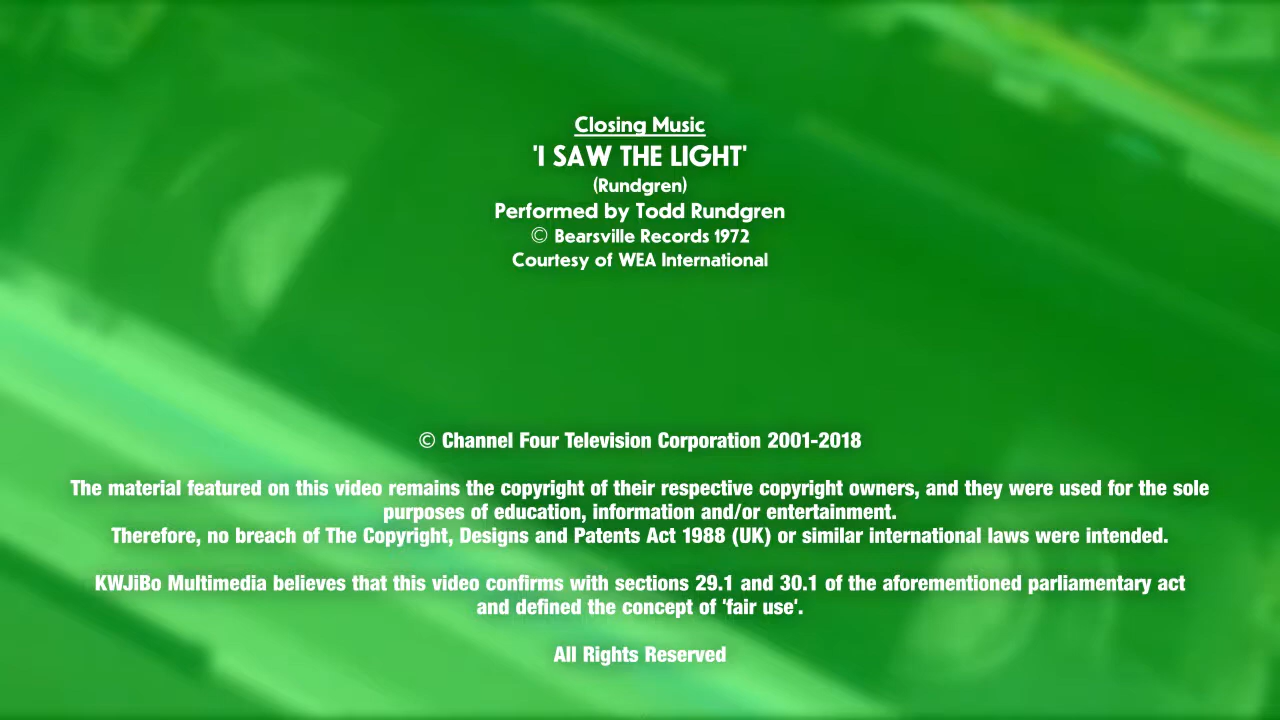 Closing Music
'I SAW THE LIGHT'
(Rundgren)
Performed by Todd Rundgren
© Bearsville Records 1972
Courtesy of WEA International
© Channel Four Television Corporation 2001-2018
The material featured on this video remains the copyright of their respective copyright owners, and they were used for the sole
purposes of education, information and/or entertainment.
Therefore, no breach of The Copyright, Designs and Patents Act 1988 (UK) or similar international laws were intended.
KWJiBo Multimedia believes that this video confirms with sections 29.1 and 30.1 of the aforementioned parliamentary act
and defined the concept of 'fair use'.
All Rights Reserved